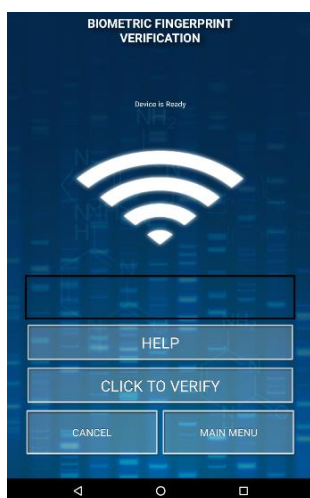 BIOMETRIC FINGERPRINT
VERIFICATION
Device is Ready
HELP
CLICK TO VERIFY
CANCEL
MAIN MENU